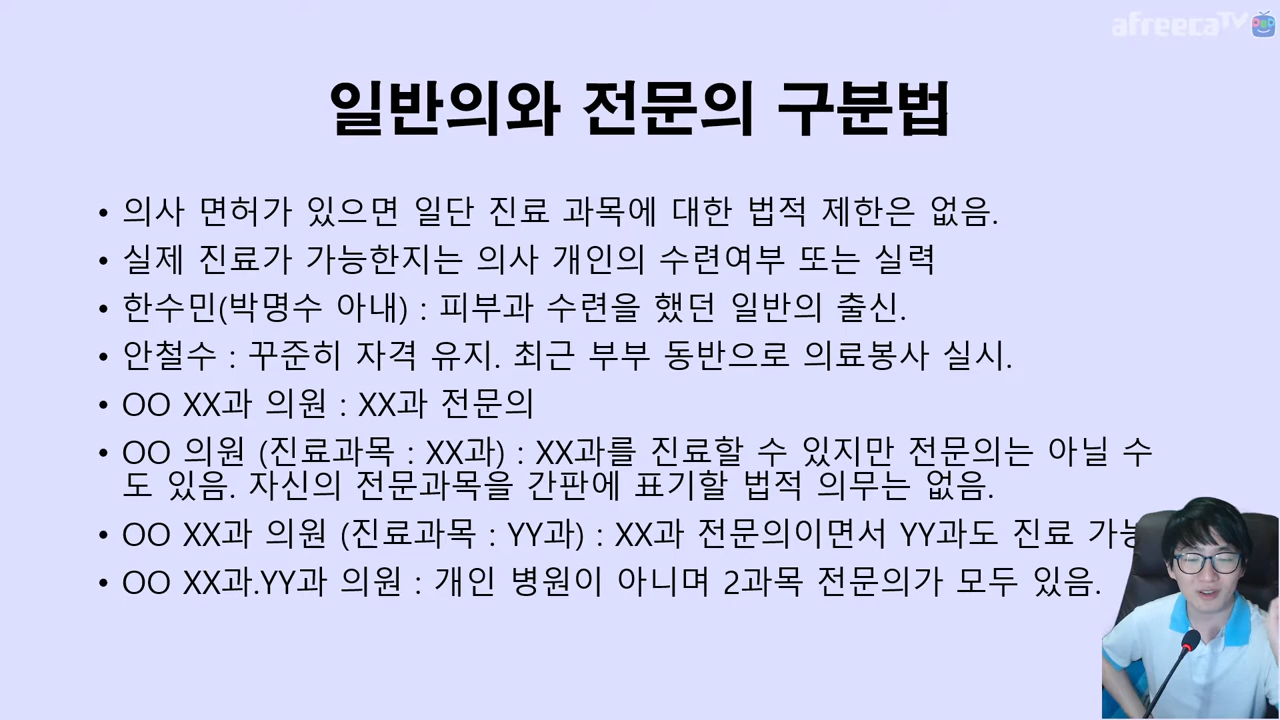 afreecaTV
일반의와 전문의 구분법
• 의사 면허가 있으면 일단 진료 과목에 대한 법적 제한은 없음.
• 실제 진료가 가능한지는 의사 개인의 수련여부 또는 실력
• 한수민(박명수 아내) : 피부과 수련을 했던 일반의 출신.
• 안철수 : 꾸준히 자격 유지. 최근 부부 동반으로 의료봉사 실시.
• OO XX과 의원 : XX과 전문의
• OO 의원 (진료과목 : XX과) : XX과를 진료할 수 있지만 전문의는 아닐 수
도 있음. 자신의 전문과목을 간판에 표기할 법적 의무는 없음.
• OO XX과 의원 (진료과목 : YY과) : XX과 전문의이면서 YY과도 진료 가능
• OO XX과.YY과 의원 : 개인 병원이 아니며 2과목 전문의가 모두 있음.